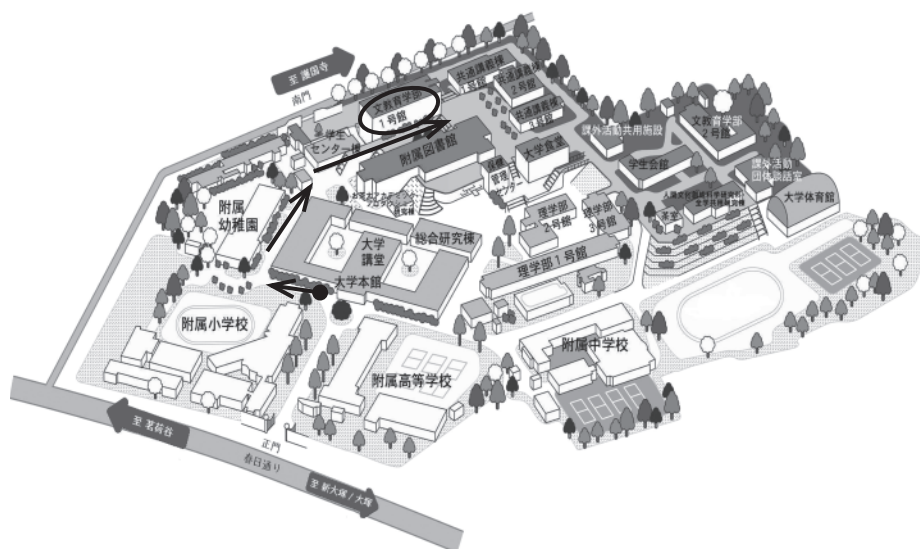 至 護国寺
南門
文教育学部
1号館
共通講義棟
1号館
共通講義棟
2号館
共通講義棟
3号館
学生
センター棟
附属図書館
大学食堂
課外活動共用施設
文教育学部
2号館
学生会館
課外活動
団体談話室
大学体育館
附属
幼稚園
管理
センター
理学部
2号館
理学部
3号館
大学
講堂
総合研究棟
大学本館
理学部1号館
附属小学校
附属高等学校
附属中学校
至 茗荷谷
正門
春日通り
至 新大塚/大塚